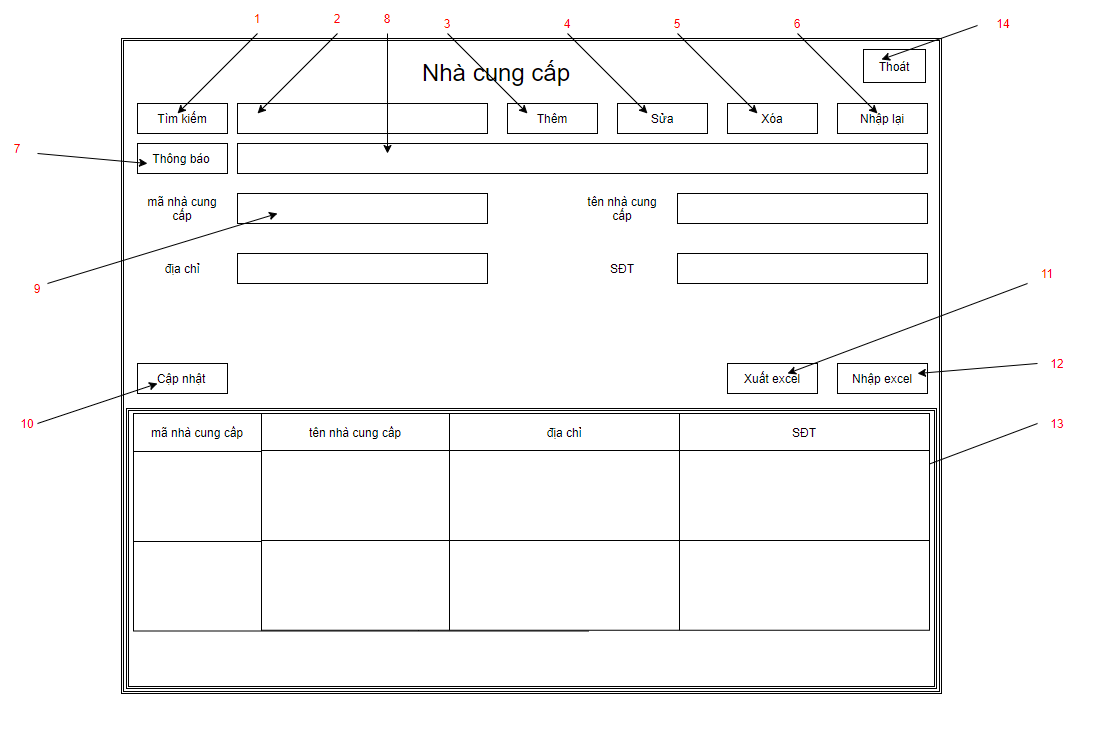 1
2
8
3
4
5
6
14
Thoát
Nhà cung cấp
Tìm kiếm
Thêm
Sửa
Xóa
Nhập lại
7
Thông báo
mã nhà cung
cấp
tên nhà cung
cấp
địa chỉ
SĐT
9
11
Cập nhật
Xuất excel
Nhập excel
12
10
13
mã nhà cung cấp
tên nhà cung cấp
địa chỉ
SĐT